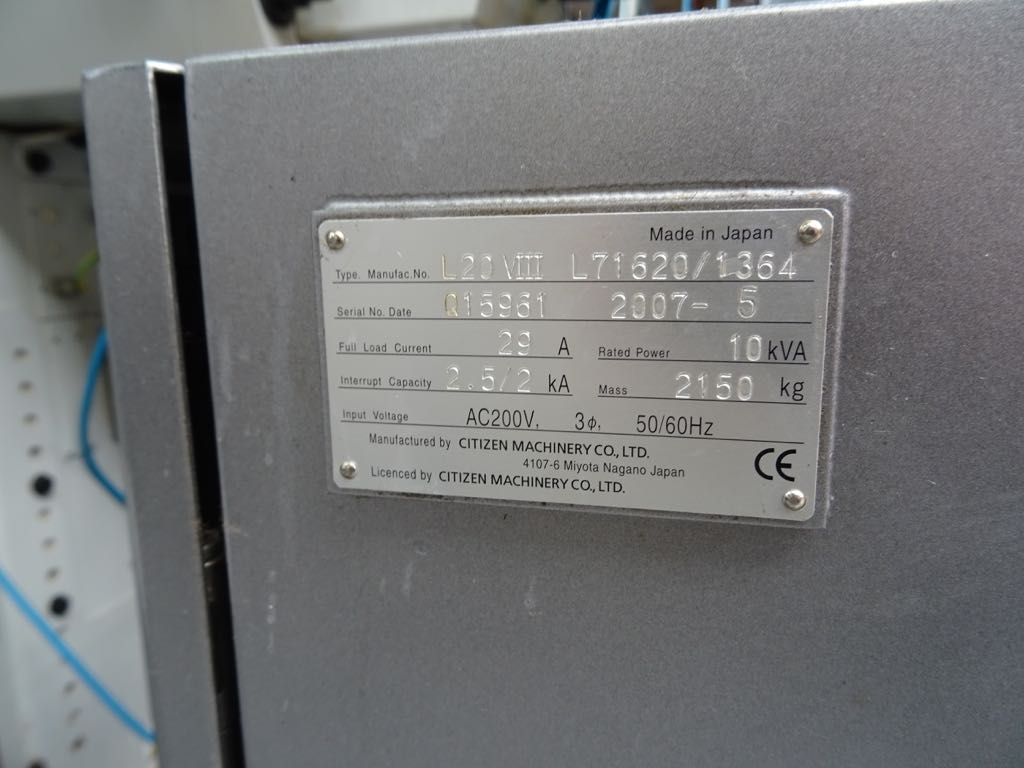 Made in Japan
Type. Manufac.No. L20 VIII L71620/1364
Serial No. Date Q15961 2007- 5
Full Load Current 29 A Rated Power 10 kVA
Interrupt Capacity 2.5/2 kA Mass 2150 kg
Input Voltage AC200V, 3φ, 50/60Hz
Manufactured by CITIZEN MACHINERY CO., LTD.
4107-6 Miyota Nagano Japan
Licenced by CITIZEN MACHINERY CO., LTD.
CE